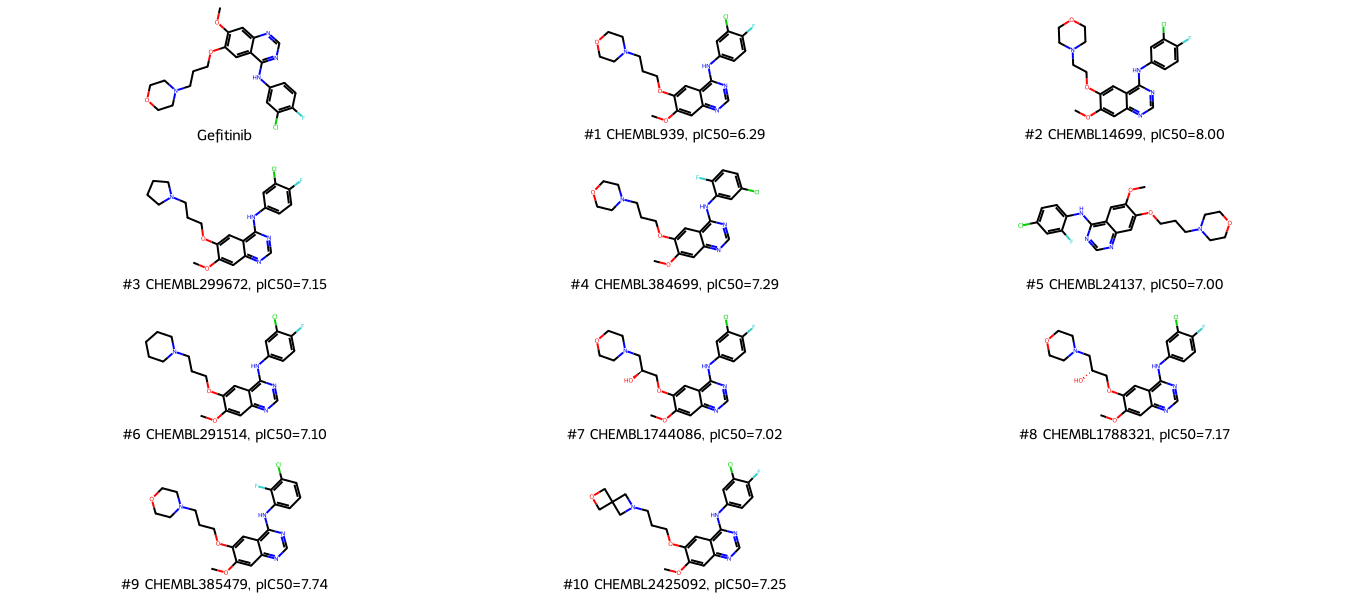 Gefitinib
#1 CHEMBL939, pIC50=6.29
#2 CHEMBL14699, pIC50=8.00
#3 CHEMBL299672, pIC50=7.15
#4 CHEMBL384699, pIC50=7.29
#5 CHEMBL24137, pIC50=7.00
#6 CHEMBL291514, pIC50=7.10
#7 CHEMBL1744086, pIC50=7.02
#8 CHEMBL1788321, pIC50=7.17
#9 CHEMBL385479, pIC50=7.74
#10 CHEMBL2425092, pIC50=7.25